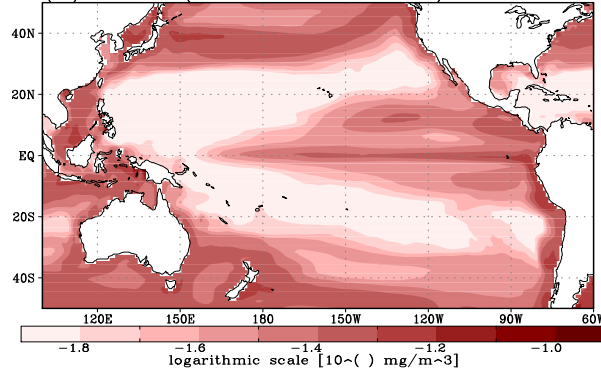 40N
20N
EQ
20S
40S
120E 150E 180 150W 120W 90W 60W
−1.8 −1.6 −1.4 −1.2 −1.0
logarithmic scale [10^( ) mg/m^3]